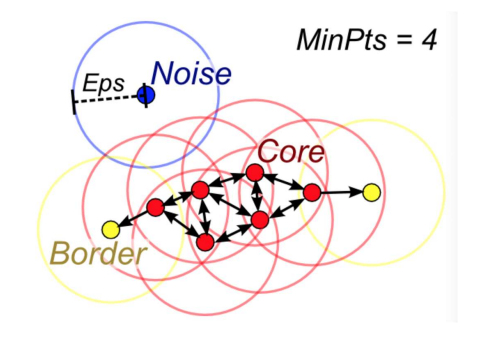 MinPts = 4
Noise
Eps
Core
Border